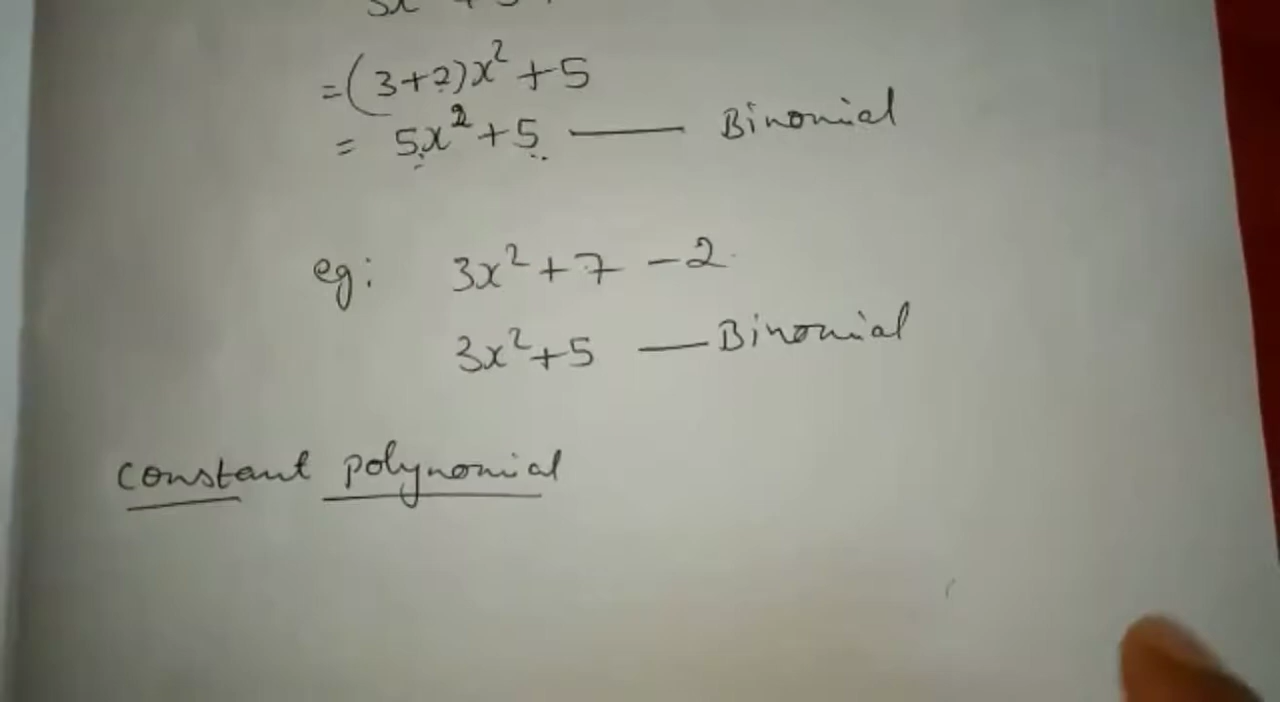 = (3+2)x² + 5
= 5x² + 5 — Binomial
eg: 3x² + 7 - 2
3x² + 5 — Binomial
constant polynomial